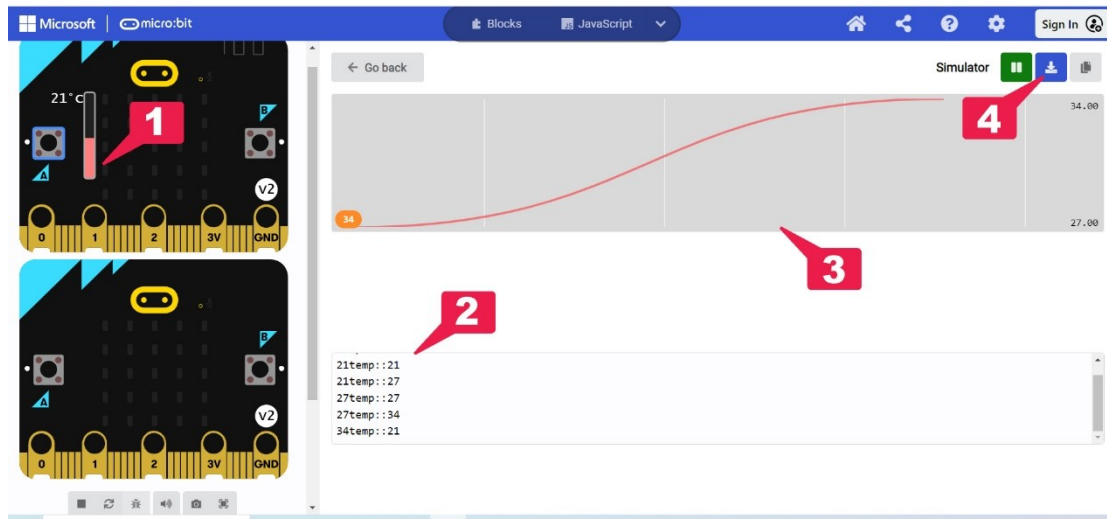 Microsoft | micro:bit Blocks JavaScript Sign In
Go back Simulator
21°C
1
4
34.00
B
A
v2
34
27.00
0 1 2 3V GND
3
2
21temp::21
21temp::27
27temp::27
27temp::34
34temp::21
B
A
v2
0 1 2 3V GND